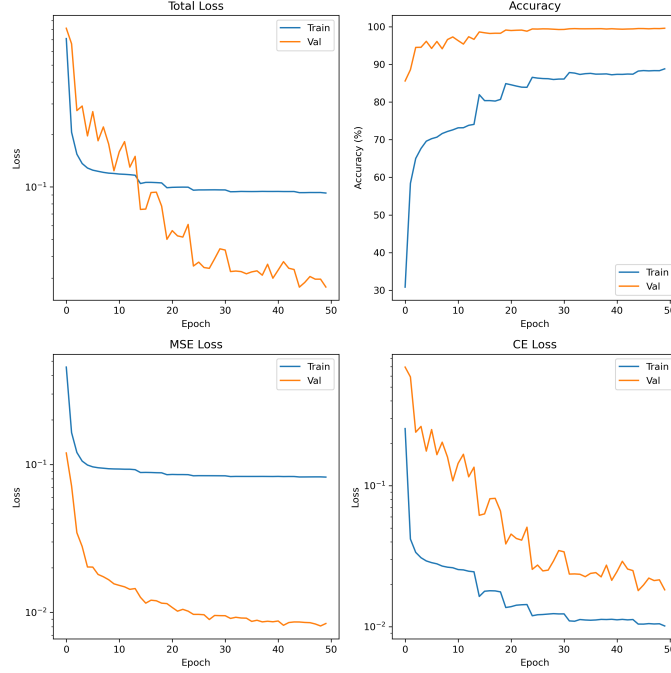 Total Loss
Train
Val
10⁻¹
Loss
0 10 20 30 40 50
Epoch
Accuracy
100
90
80
70
60
50
40
30
Accuracy (%)
Train
Val
0 10 20 30 40 50
Epoch
MSE Loss
Train
Val
10⁻¹
10⁻²
Loss
0 10 20 30 40 50
Epoch
CE Loss
Train
Val
10⁻¹
10⁻²
Loss
0 10 20 30 40 50
Epoch